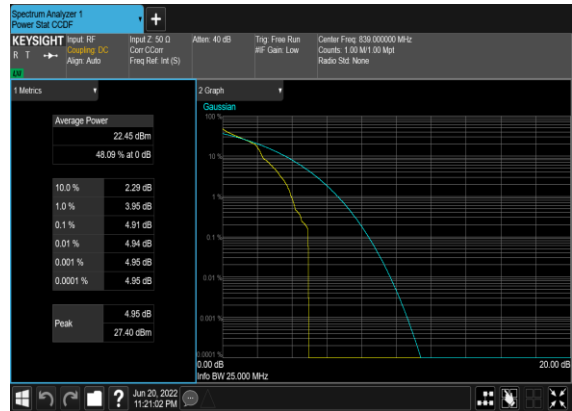 Spectrum Analyzer 1
Power Stat CCDF
KEYSIGHT
R T
LV
Input: RF
Coupling: DC
Align: Auto
Input Z: 50 Ω
Corr CCorr
Freq Ref: Int (S)
Atten: 40 dB
Trig: Free Run
#IF Gain: Low
Center Freq: 839.000000 MHz
Counts: 1.00 M/1.00 Mpt
Radio Std: None
1 Metrics
Average Power
22.45 dBm
48.09 % at 0 dB
10.0 % 2.29 dB
1.0 % 3.95 dB
0.1 % 4.91 dB
0.01 % 4.94 dB
0.001 % 4.95 dB
0.0001 % 4.95 dB
Peak
4.95 dB
27.40 dBm
2 Graph
Gaussian
100 %
10 %
1 %
0.1 %
0.01 %
0.001 %
0.0001 %
0.00 dB
20.00 dB
Info BW 25.000 MHz
?
Jun 20, 2022
11:21:02 PM